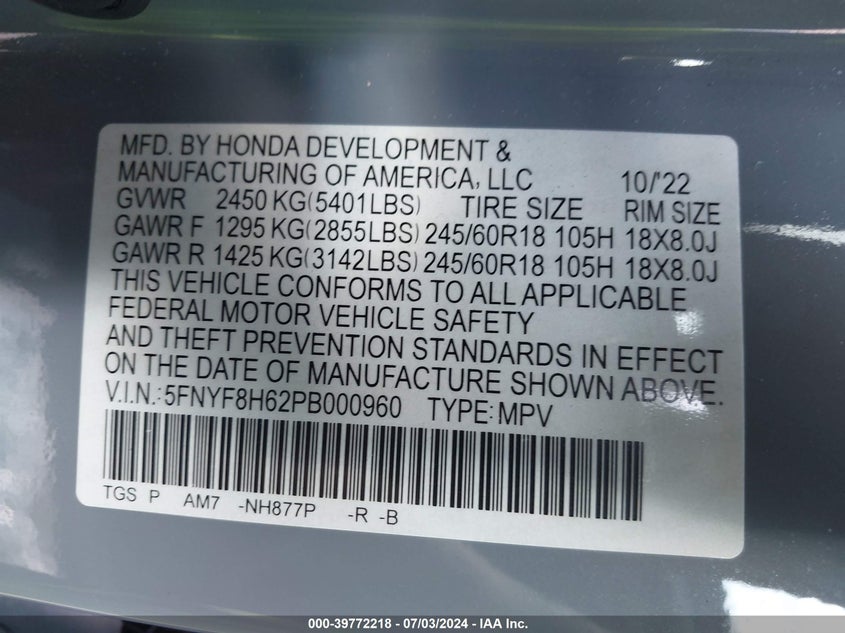 MFD. BY HONDA DEVELOPMENT &
MANUFACTURING OF AMERICA, LLC 10/'22
GVWR 2450 KG(5401LBS) TIRE SIZE RIM SIZE
GAWR F 1295 KG(2855LBS) 245/60R18 105H 18X8.0J
GAWR R 1425 KG(3142LBS) 245/60R18 105H 18X8.0J
THIS VEHICLE CONFORMS TO ALL APPLICABLE
FEDERAL MOTOR VEHICLE SAFETY
AND THEFT PREVENTION STANDARDS IN EFFECT
ON THE DATE OF MANUFACTURE SHOWN ABOVE.
V.I.N.: 5FNYF8H62PB000960 TYPE: MPV
TGS P AM7 -NH877P -R -B
000-39772218 - 07/03/2024 - IAA Inc.